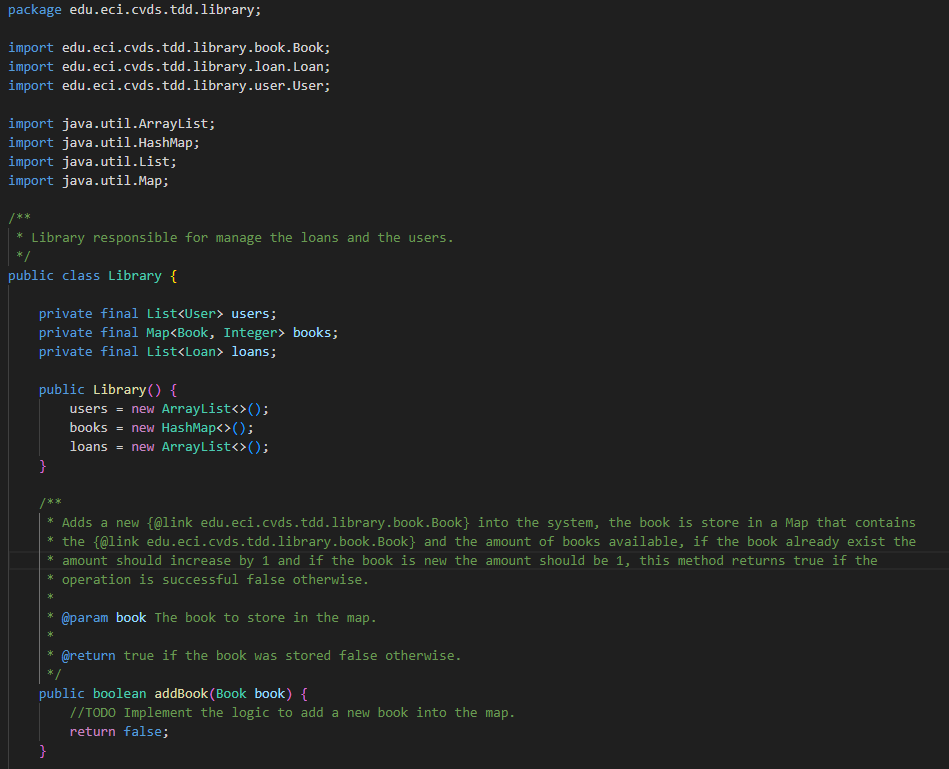 package edu.eci.cvds.tdd.library;
import edu.eci.cvds.tdd.library.book.Book;
import edu.eci.cvds.tdd.library.loan.Loan;
import edu.eci.cvds.tdd.library.user.User;
import java.util.ArrayList;
import java.util.HashMap;
import java.util.List;
import java.util.Map;
/**
 * Library responsible for manage the loans and the users.
 */
public class Library {
    private final List<User> users;
    private final Map<Book, Integer> books;
    private final List<Loan> loans;
    public Library() {
        users = new ArrayList<>();
        books = new HashMap<>();
        loans = new ArrayList<>();
    }
    /**
     * Adds a new {@link edu.eci.cvds.tdd.library.book.Book} into the system, the book is store in a Map that contains
     * the {@link edu.eci.cvds.tdd.library.book.Book} and the amount of books available, if the book already exist the
     * amount should increase by 1 and if the book is new the amount should be 1, this method returns true if the
     * operation is successful false otherwise.
     *
     * @param book The book to store in the map.
     *
     * @return true if the book was stored false otherwise.
     */
    public boolean addBook(Book book) {
        //TODO Implement the logic to add a new book into the map.
        return false;
    }